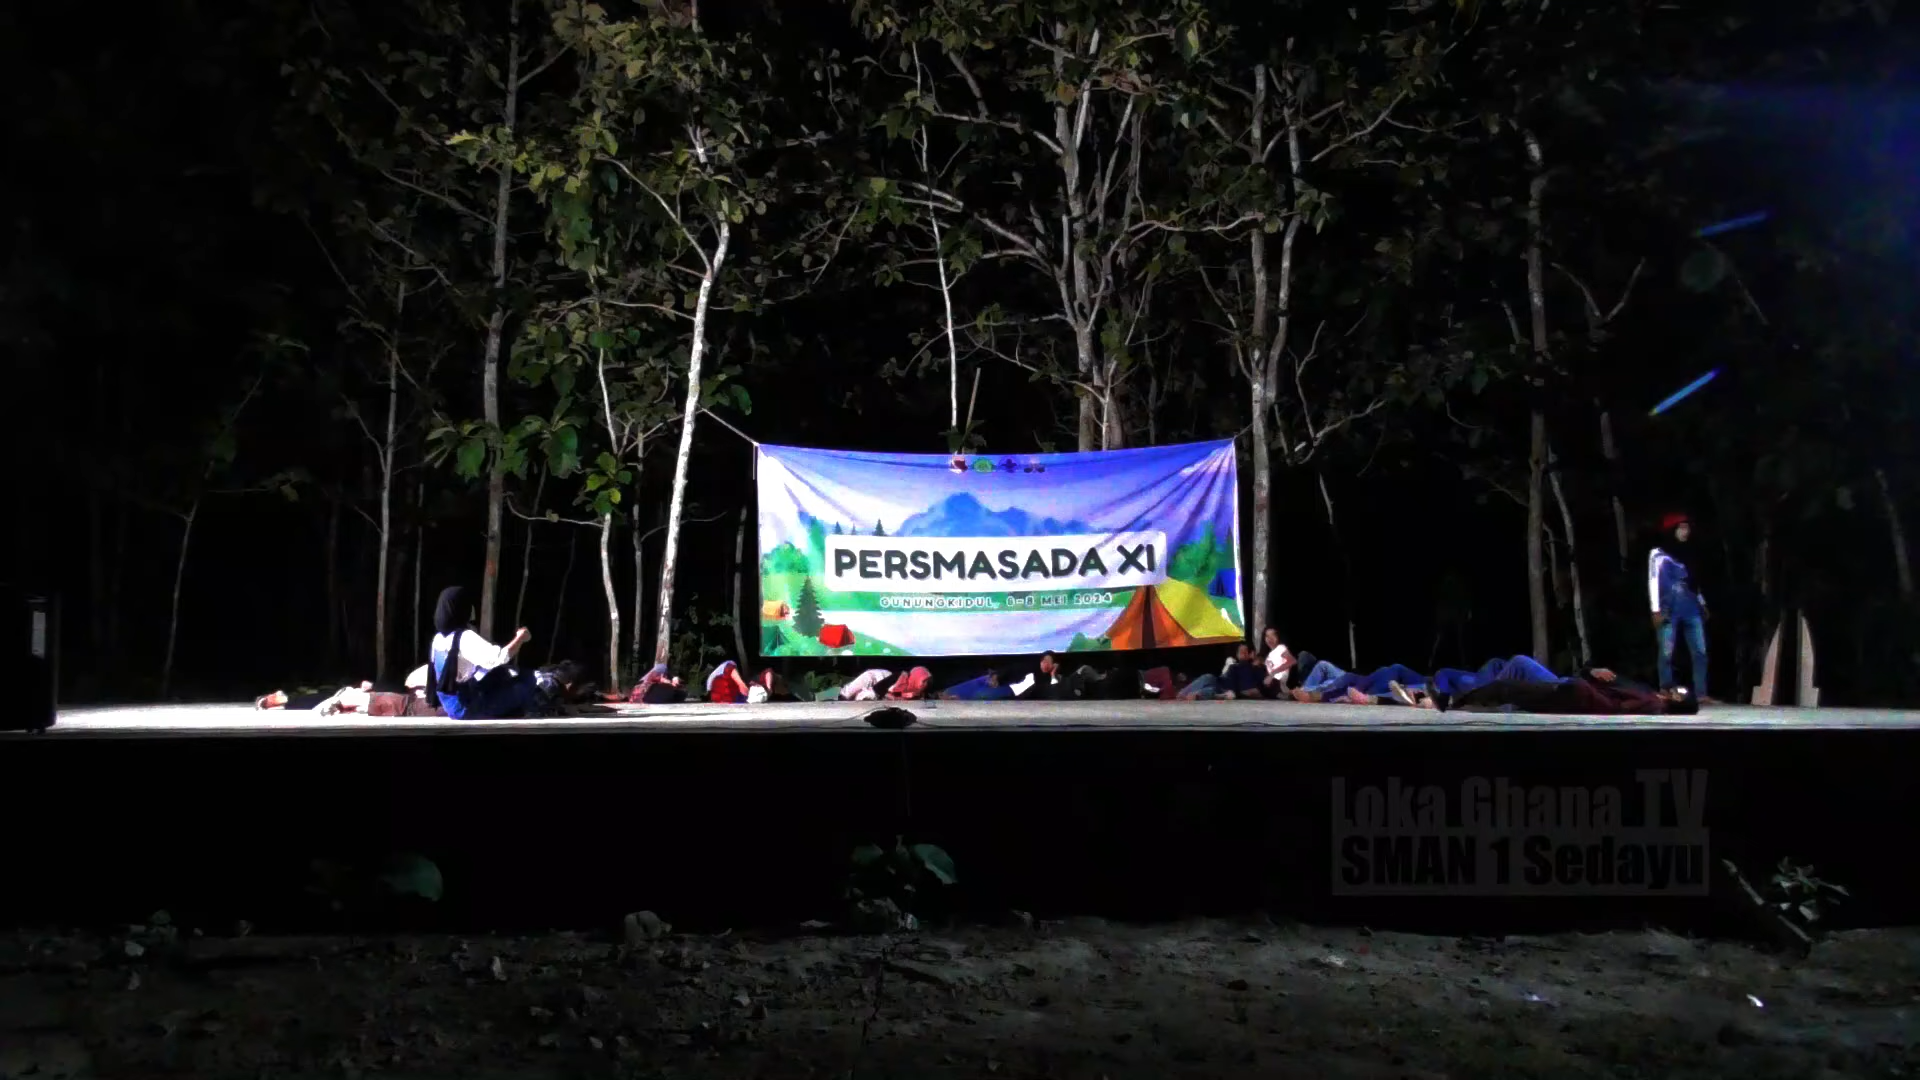 PERSMASADA XI
GUNUNGKIDUL, 6-8 MEI 2024
Loka Ghana TV
SMAN 1 Sedayu